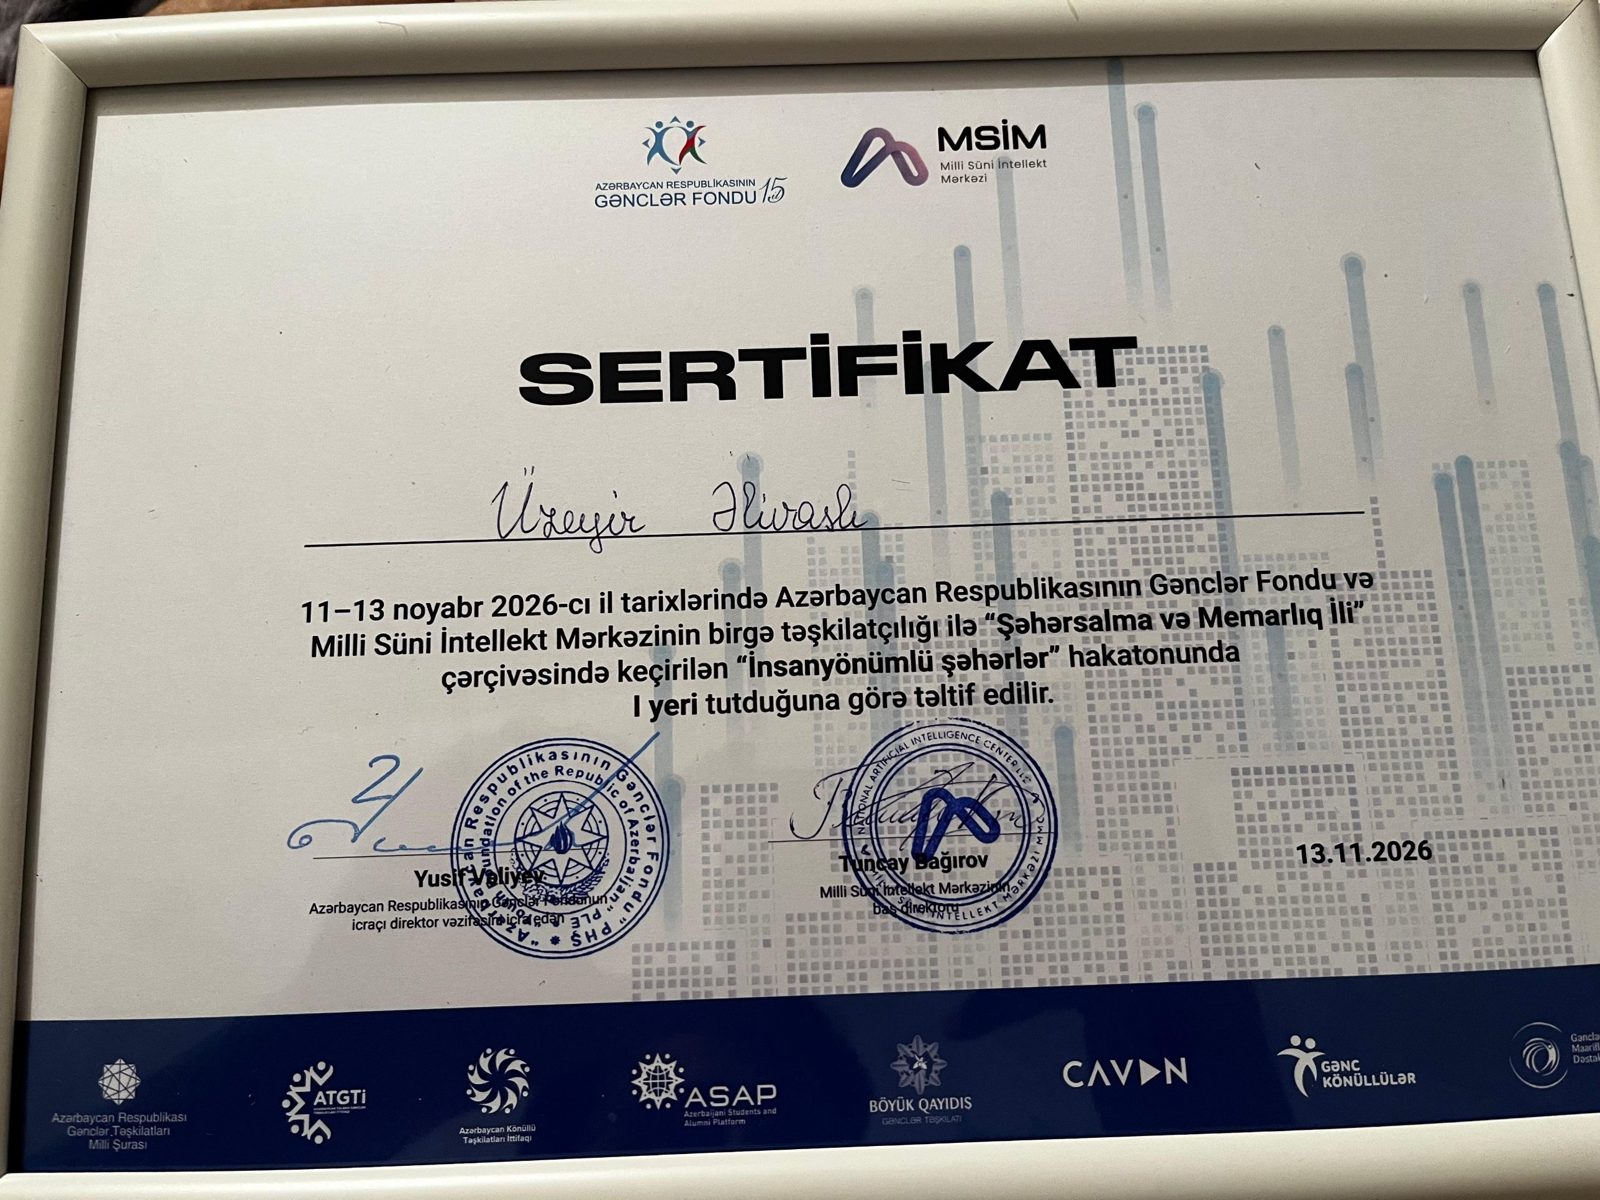 AZƏRBAYCAN RESPUBLİKASININ
GƏNCLƏR FONDU 15
MSİM
Milli Süni İntellekt
Mərkəzi
SERTİFİKAT
Üzeyir Əlivaslı
11–13 noyabr 2026-cı il tarixlərində Azərbaycan Respublikasının Gənclər Fondu və
Milli Süni İntellekt Mərkəzinin birgə təşkilatçılığı ilə “Şəhərsalma və Memarlıq İli”
çərçivəsində keçirilən “İnsanyönümlü şəhərlər” hakatonunda
I yeri tutduğuna görə təltif edilir.
Yusif Vəliyev
Azərbaycan Respublikasının Gənclər Fondunun
icraçı direktor vəzifəsini icra edən
Tuncay Bağırov
Milli Süni İntellekt Mərkəzinin
baş direktoru
NATIONAL ARTIFICIAL INTELLIGENCE CENTER LLC
13.11.2026
Azərbaycan Respublikası
Gənclər Təşkilatları
Milli Şurası
ATGTİ
Azərbaycan Könüllü
Təşkilatları İttifaqı
ASAP
Azerbaijani Students and
Alumni Platform
BÖYÜK QAYIDIŞ
GƏNCLƏR TƏŞKİLATI
CAVAN
GƏNC
KÖNÜLLÜLƏR